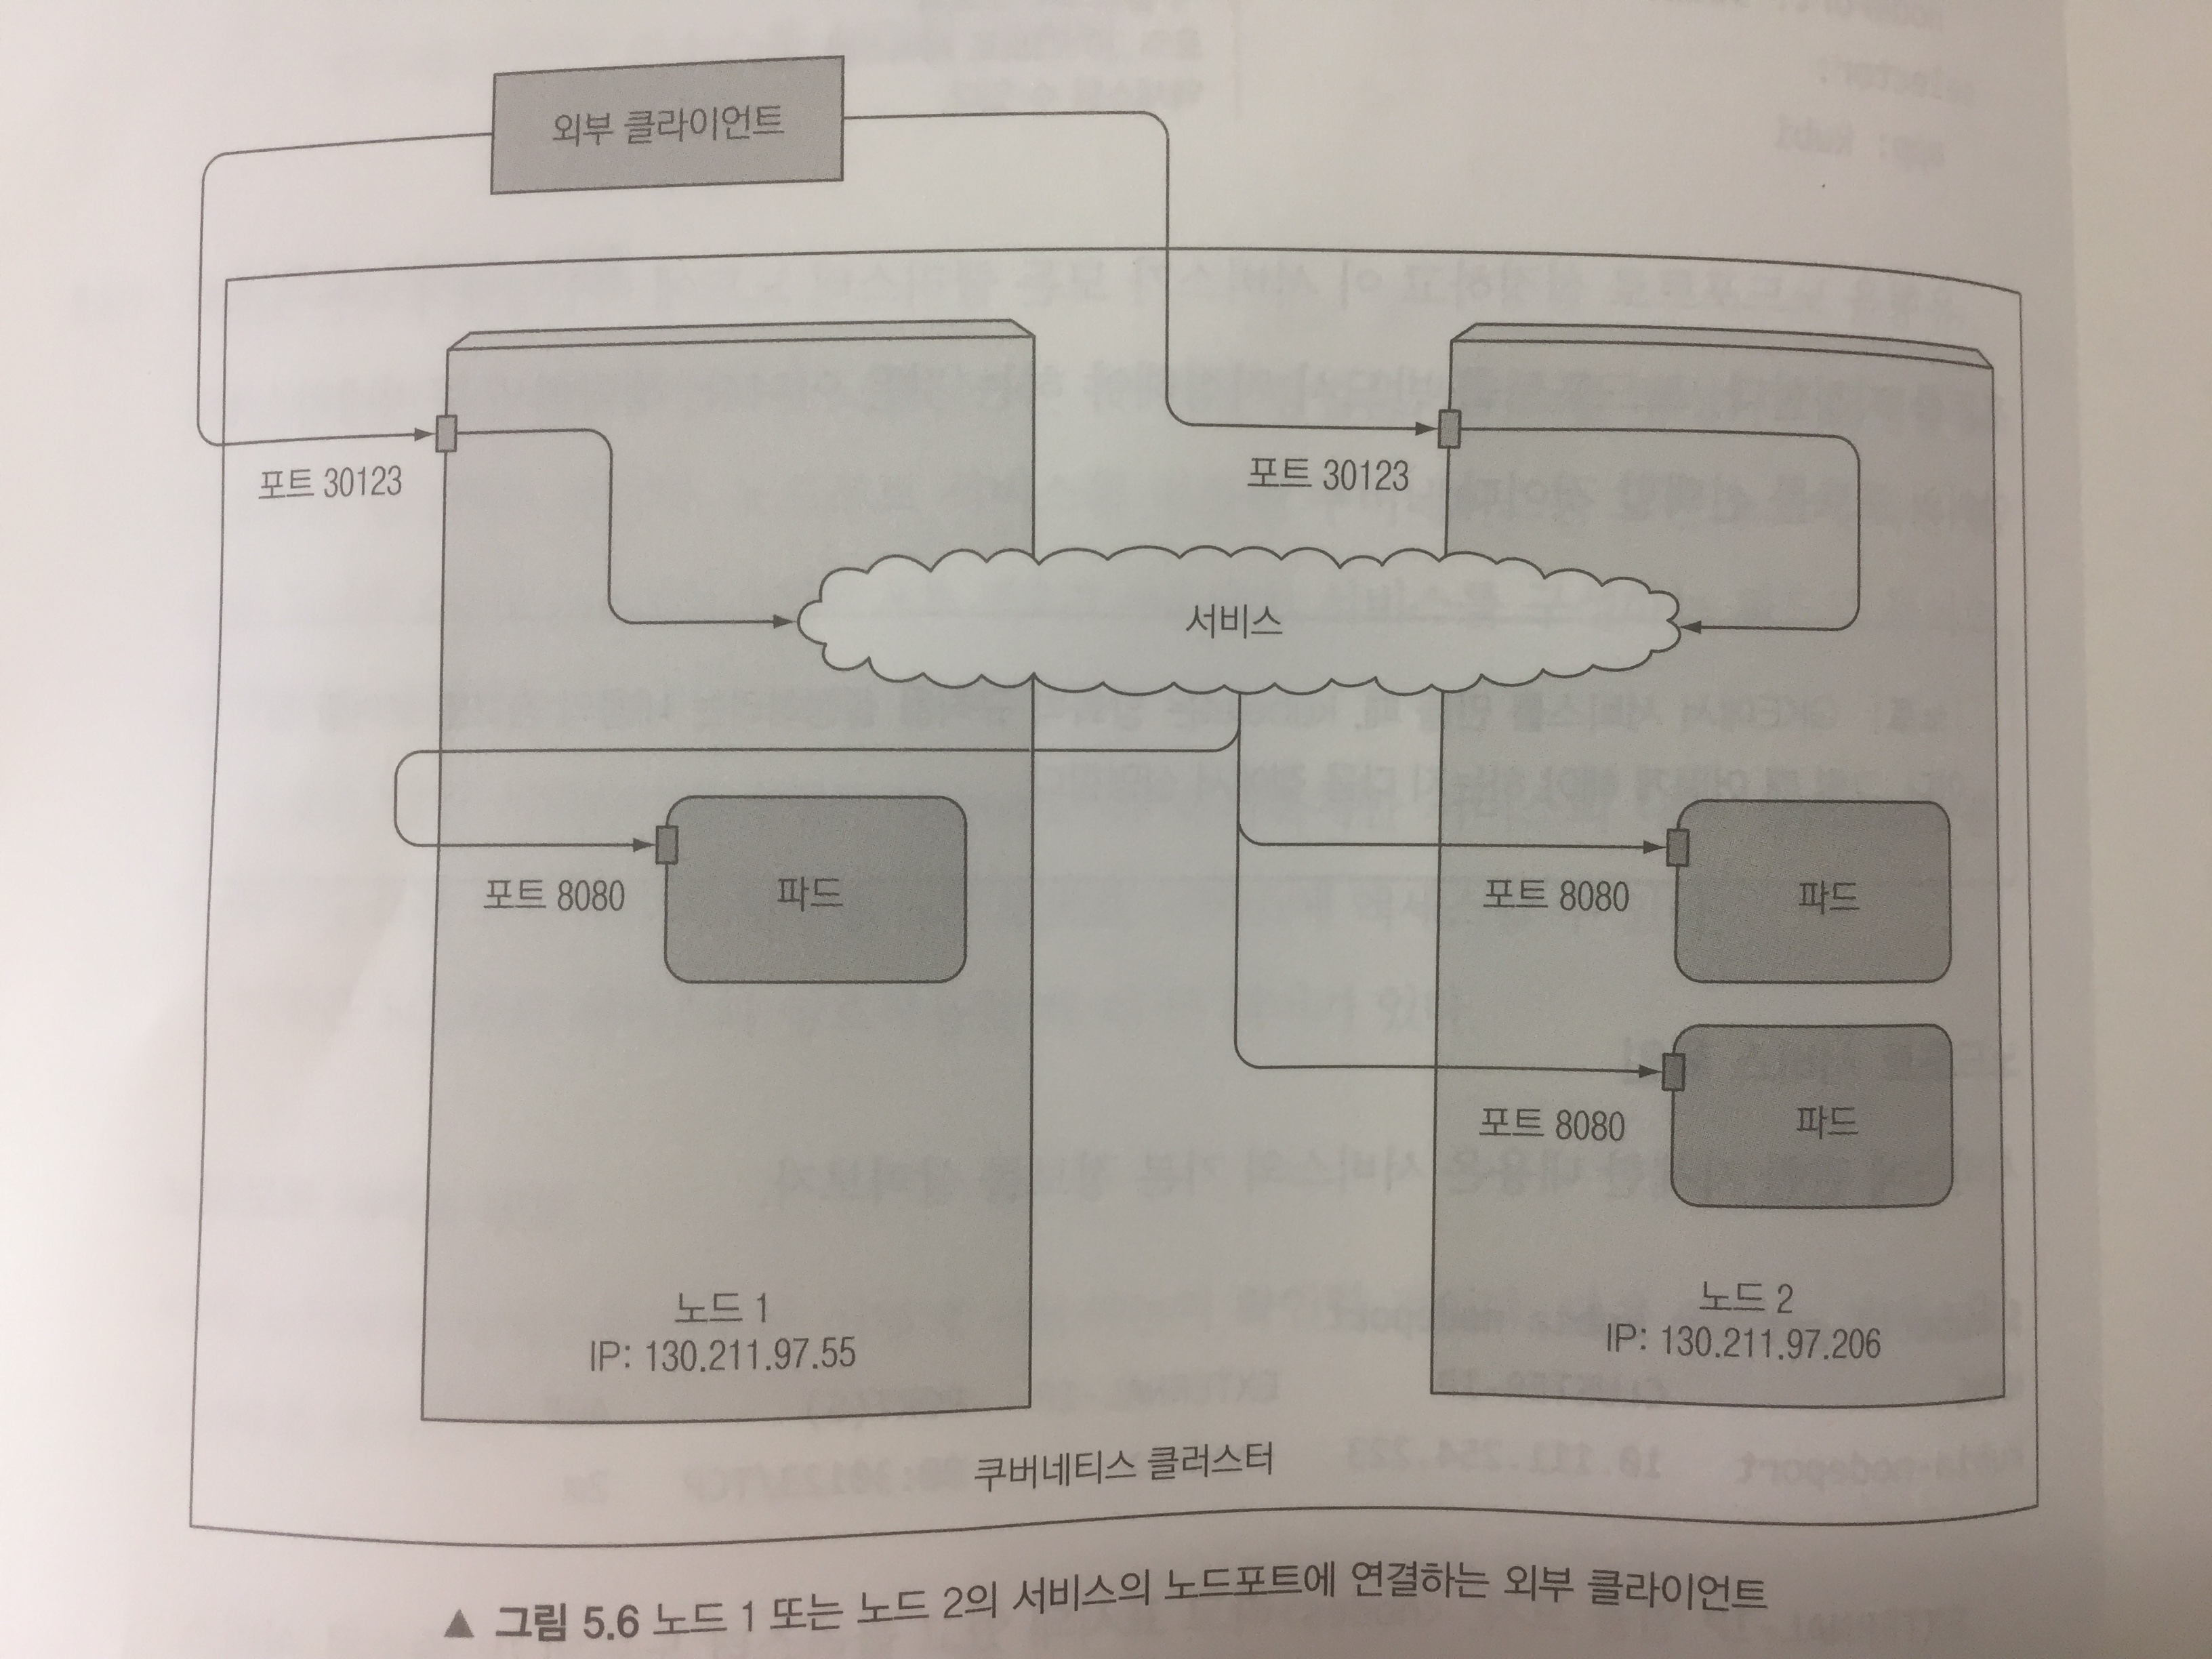 외부 클라이언트
포트 30123
포트 30123
서비스
포트 8080
파드
포트 8080
파드
포트 8080
파드
노드 1
IP: 130.211.97.55
노드 2
IP: 130.211.97.206
쿠버네티스 클러스터
▲ 그림 5.6 노드 1 또는 노드 2의 서비스의 노드포트에 연결하는 외부 클라이언트